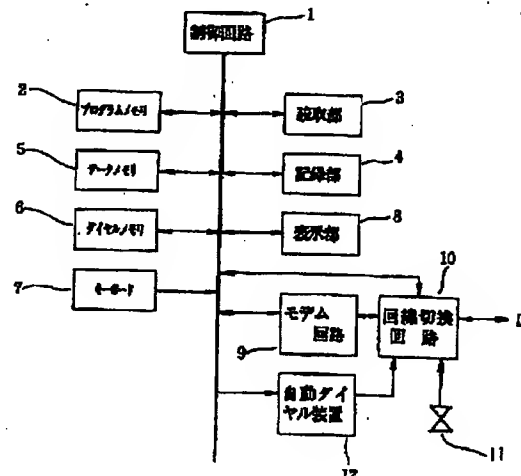 1
制御回路
2
プログラムメモリ
3
読取部
5
データメモリ
4
記録部
6
ダイヤルメモリ
8
表示部
7
キーボード
10
モデム
回路
9
回線切換
回路
L
自動ダイ
ヤル装置
11
12